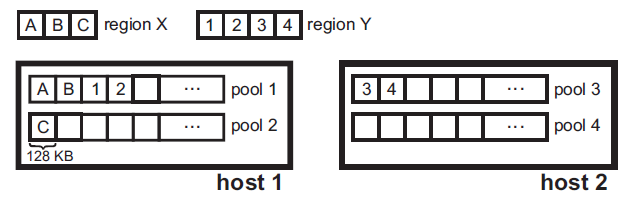 A B C region X 1 2 3 4 region Y
A B 1 2 ... pool 1
C ... pool 2
128 KB
host 1
3 4 ... pool 3
... pool 4
host 2